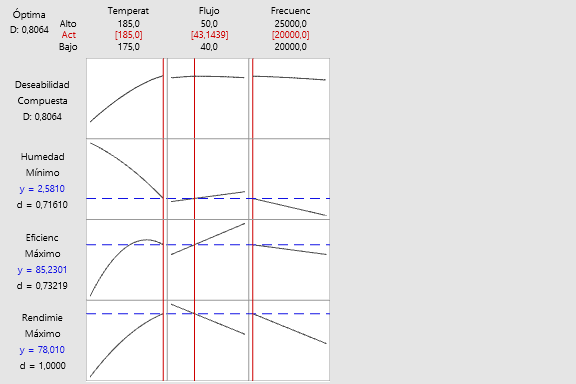 Óptima
D: 0,8064
Temperat Flujo Frecuenc
Alto 185,0 50,0 25000,0
Act [185,0] [43,1439] [20000,0]
Bajo 175,0 40,0 20000,0
Deseabilidad
Compuesta
D: 0,8064
Humedad
Mínimo
y = 2,5810
d = 0,71610
Eficienc
Máximo
y = 85,2301
d = 0,73219
Rendimie
Máximo
y = 78,010
d = 1,0000